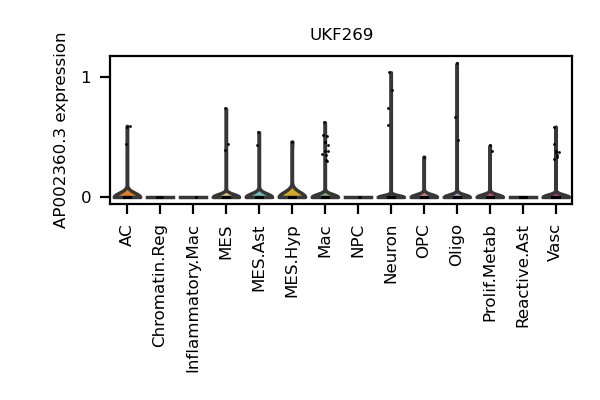 UKF269
AP002360.3 expression
1
0
AC
Chromatin.Reg
Inflammatory.Mac
MES
MES.Ast
MES.Hyp
Mac
NPC
Neuron
OPC
Oligo
Prolif.Metab
Reactive.Ast
Vasc